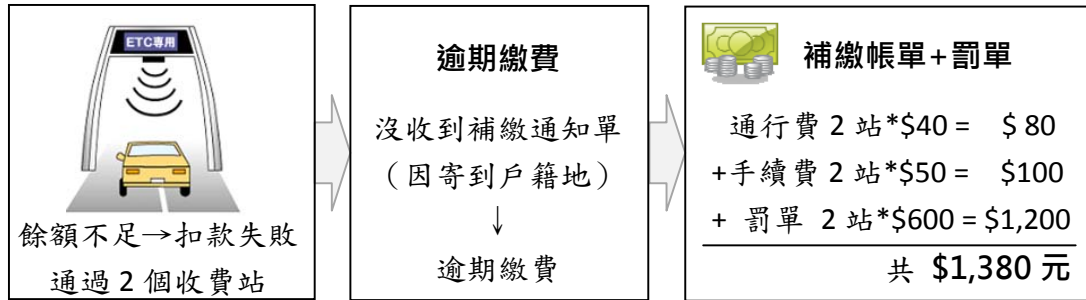 ETC專用
餘額不足→扣款失敗
通過 2 個收費站
逾期繳費
沒收到補繳通知單
（因寄到戶籍地）
↓
逾期繳費
補繳帳單+罰單
通行費 2 站*$40 = $ 80
+手續費 2 站*$50 = $100
+ 罰單 2 站*$600 = $1,200
共 $1,380 元